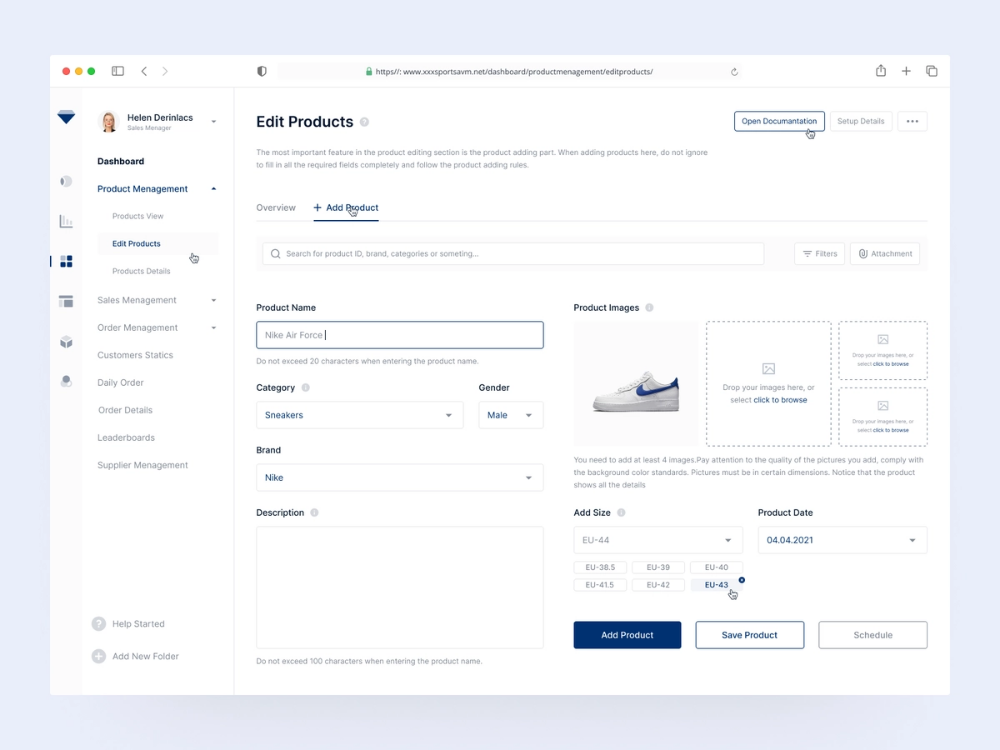 https//: www.xxxsportsavm.net/dashboard/productmenagement/editproducts/
Helen Derinlacs
Sales Menager
Dashboard
Product Menagement
Products View
Edit Products
Products Details
Sales Management
Order Management
Customers Statics
Daily Order
Order Details
Leaderboards
Supplier Management
Help Started
Add New Folder
Edit Products ?
Open Documantation
Setup Details
The most important feature in the product editing section is the product adding part. When adding products here, do not ignore
to fill in all the required fields completely and follow the product adding rules.
Overview
+ Add Product
Search for product ID, brand, categories or someting...
Filters
Attachment
Product Name
Nike Air Force
Do not exceed 20 characters when entering the product name.
Category
Gender
Sneakers
Male
Brand
Nike
Description
Do not exceed 100 characters when entering the product name.
Product Images
Drop your images here, or
select click to browse
Drop your images here, or
select click to browse
Drop your images here, or
select click to browse
You need to add at least 4 images.Pay attention to the quality of the pictures you add, comply with
the background color standards. Pictures must be in certain dimensions. Notice that the product
shows all the details
Add Size
Product Date
EU-44
04.04.2021
EU-38.5
EU-39
EU-40
EU-41.5
EU-42
EU-43
Add Product
Save Product
Schedule